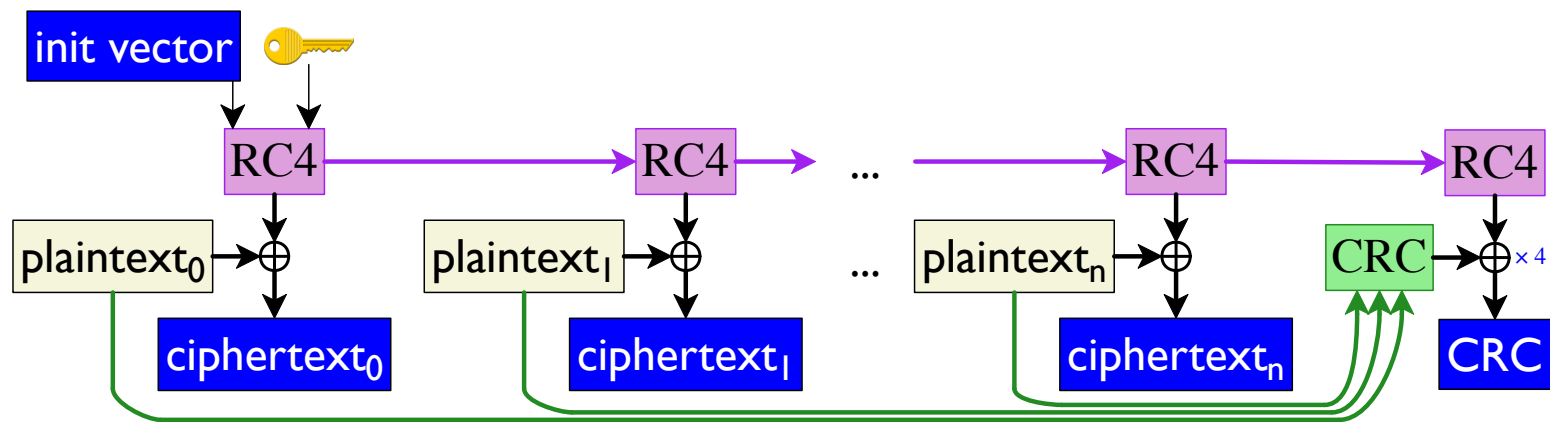 init vector
RC4 RC4 ... RC4 RC4
plaintext₀ plaintext₁ ... plaintextₙ CRC × 4
ciphertext₀ ciphertext₁ ciphertextₙ CRC